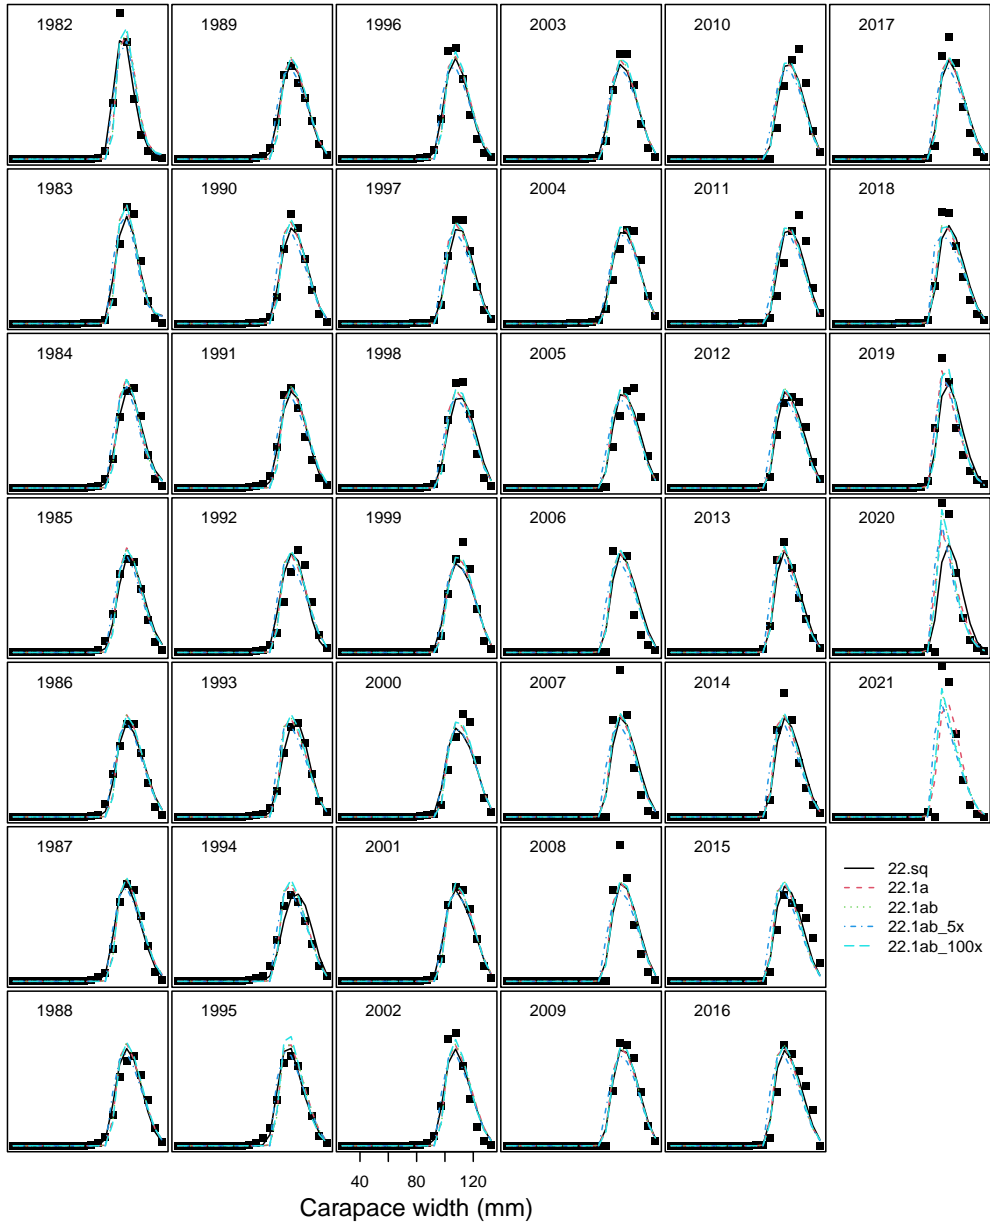 1982 1989 1996 2003 2010 2017
1983 1990 1997 2004 2011 2018
1984 1991 1998 2005 2012 2019
1985 1992 1999 2006 2013 2020
1986 1993 2000 2007 2014 2021
1987 1994 2001 2008 2015
22.sq
22.1a
22.1ab
22.1ab_5x
22.1ab_100x
1988 1995 2002 2009 2016
40 80 120
Carapace width (mm)